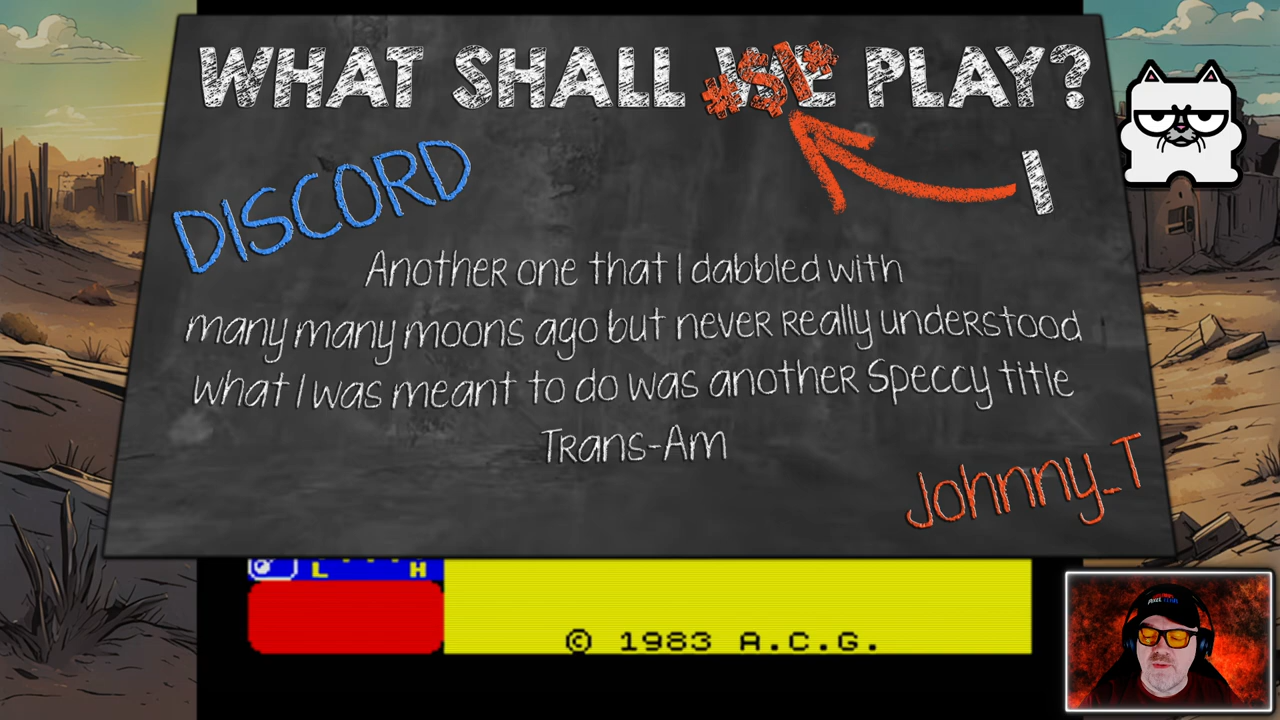 WHAT SHALL WE PLAY?
I
DISCORD
Another one that I dabbled with
many many moons ago but never really understood
what I was meant to do was another Speccy title
Trans-Am
Johnny_T
L H
© 1983 A.C.G.